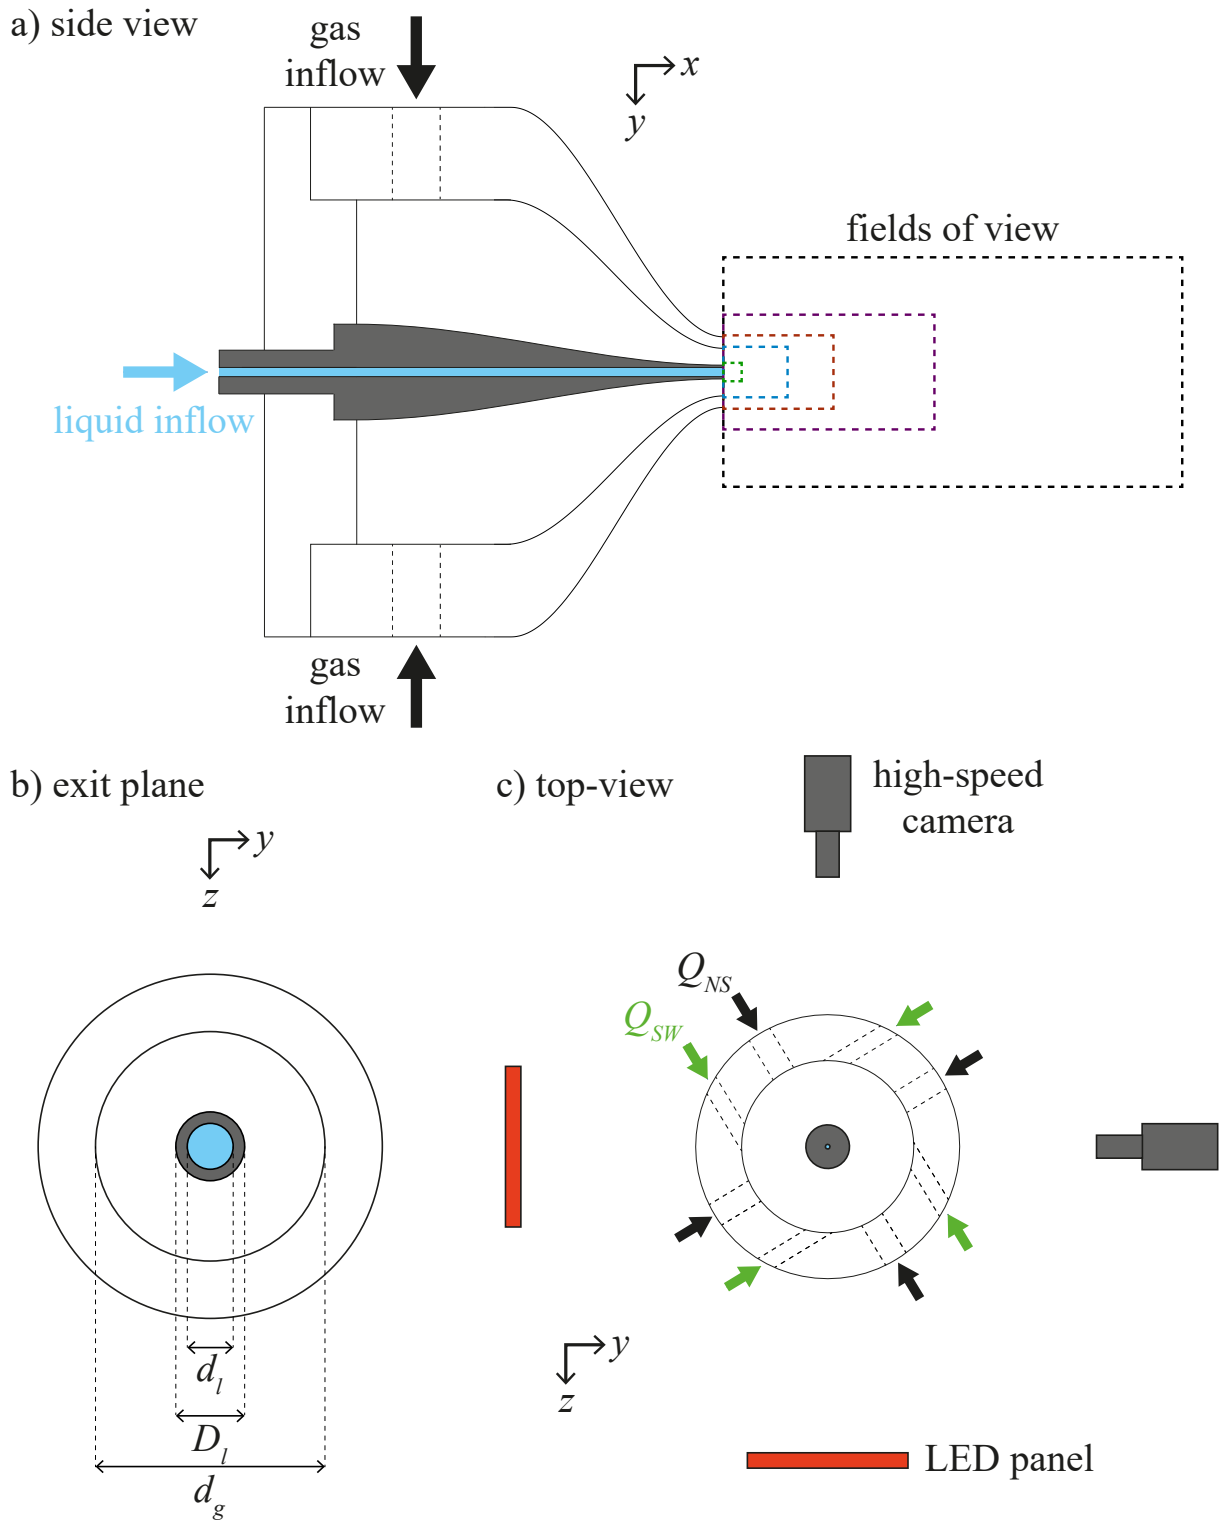 a) side view
gas
inflow
x
y
fields of view
liquid inflow
gas
inflow
b) exit plane
y
z
d_l
D_l
d_g
c) top-view
high-speed
camera
Q_NS
Q_SW
y
z
LED panel